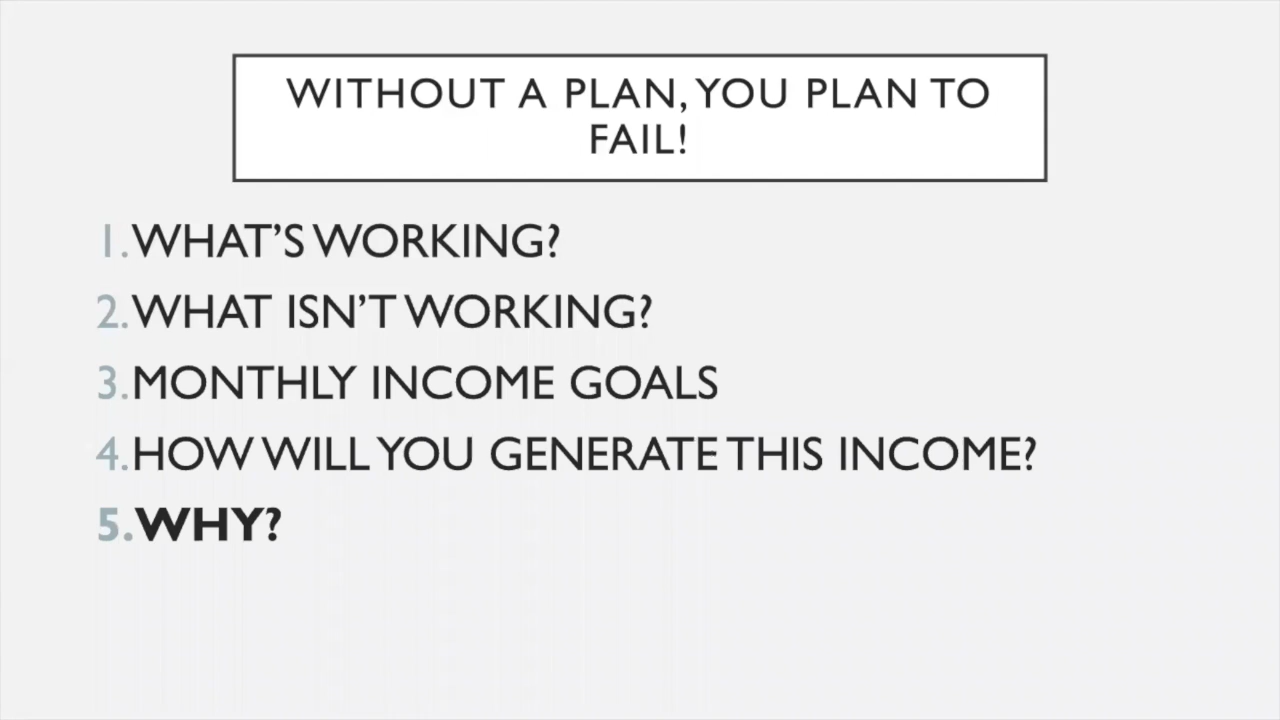 WITHOUT A PLAN, YOU PLAN TO
FAIL!
1. WHAT'S WORKING?
2. WHAT ISN'T WORKING?
3. MONTHLY INCOME GOALS
4. HOW WILL YOU GENERATE THIS INCOME?
5. WHY?